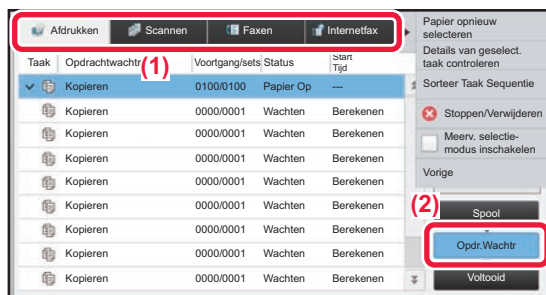 Afdrukken Scannen Faxen Internetfax
Papier opnieuw
selecteren
Details van geselect.
taak controleren
Sorteer Taak Sequentie
Stoppen/Verwijderen
Meerv. selectie-
modus inschakelen
Vorige
(1)
Taak Opdrachtwachtr Voortgang/sets Status Start
Tijd
Kopieren 0100/0100 Papier Op ---
Kopieren 0000/0001 Wachten Berekenen
Kopieren 0000/0001 Wachten Berekenen
Kopieren 0000/0001 Wachten Berekenen
Kopieren 0000/0001 Wachten Berekenen
Kopieren 0000/0001 Wachten Berekenen
Kopieren 0000/0001 Wachten Berekenen
Kopieren 0000/0001 Wachten Berekenen
Kopieren 0000/0001 Wachten Berekenen
(2)
Spool
Opdr.Wachtr
Voltooid